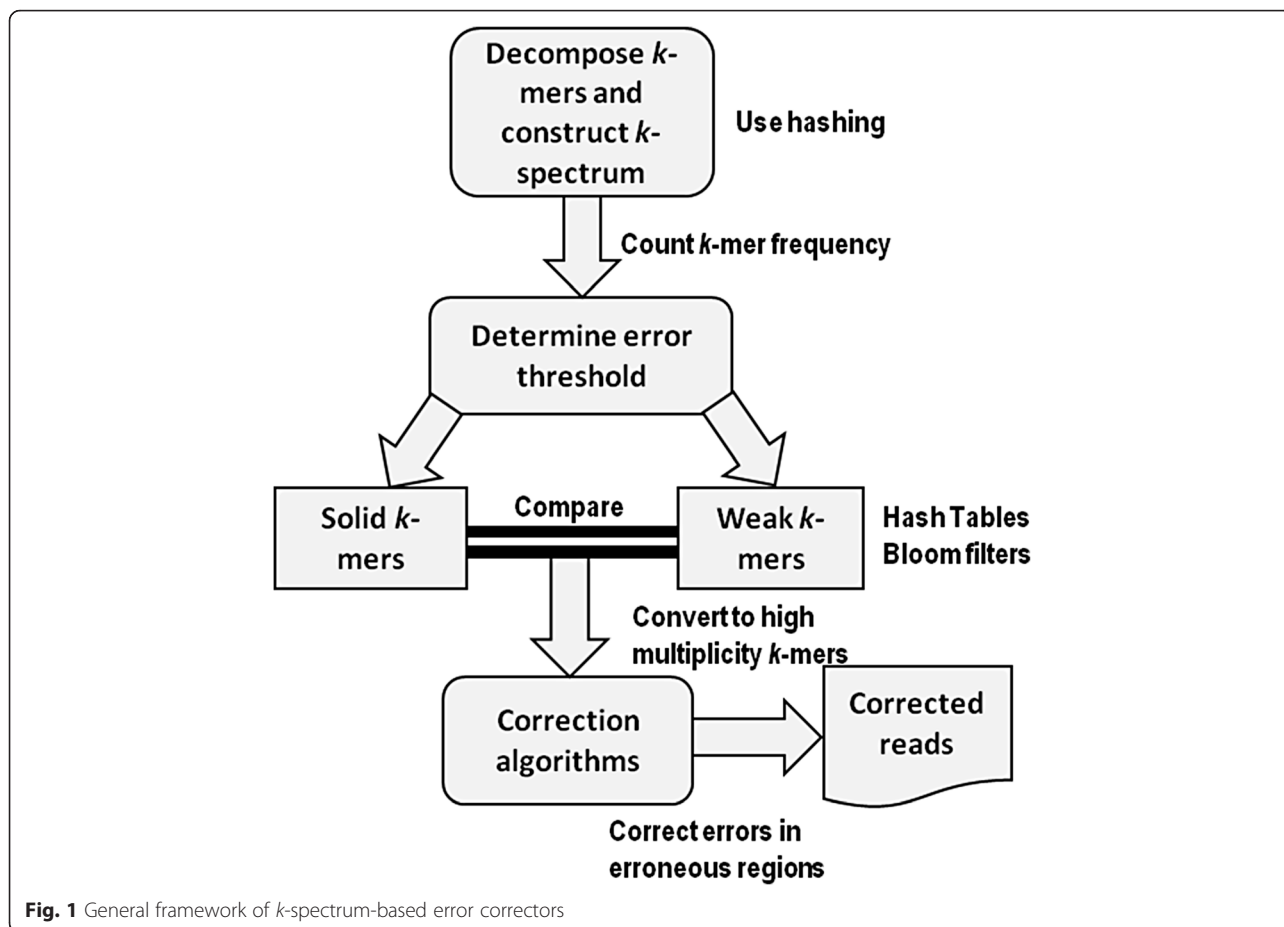 Decompose k-
mers and
construct k-
spectrum
Use hashing
Count k-mer frequency
Determine error
threshold
Solid k-
mers
Compare
Weak k-
mers
Hash Tables
Bloom filters
Convert to high
multiplicity k-mers
Correction
algorithms
Corrected
reads
Correct errors in
erroneous regions
Fig. 1 General framework of k-spectrum-based error correctors